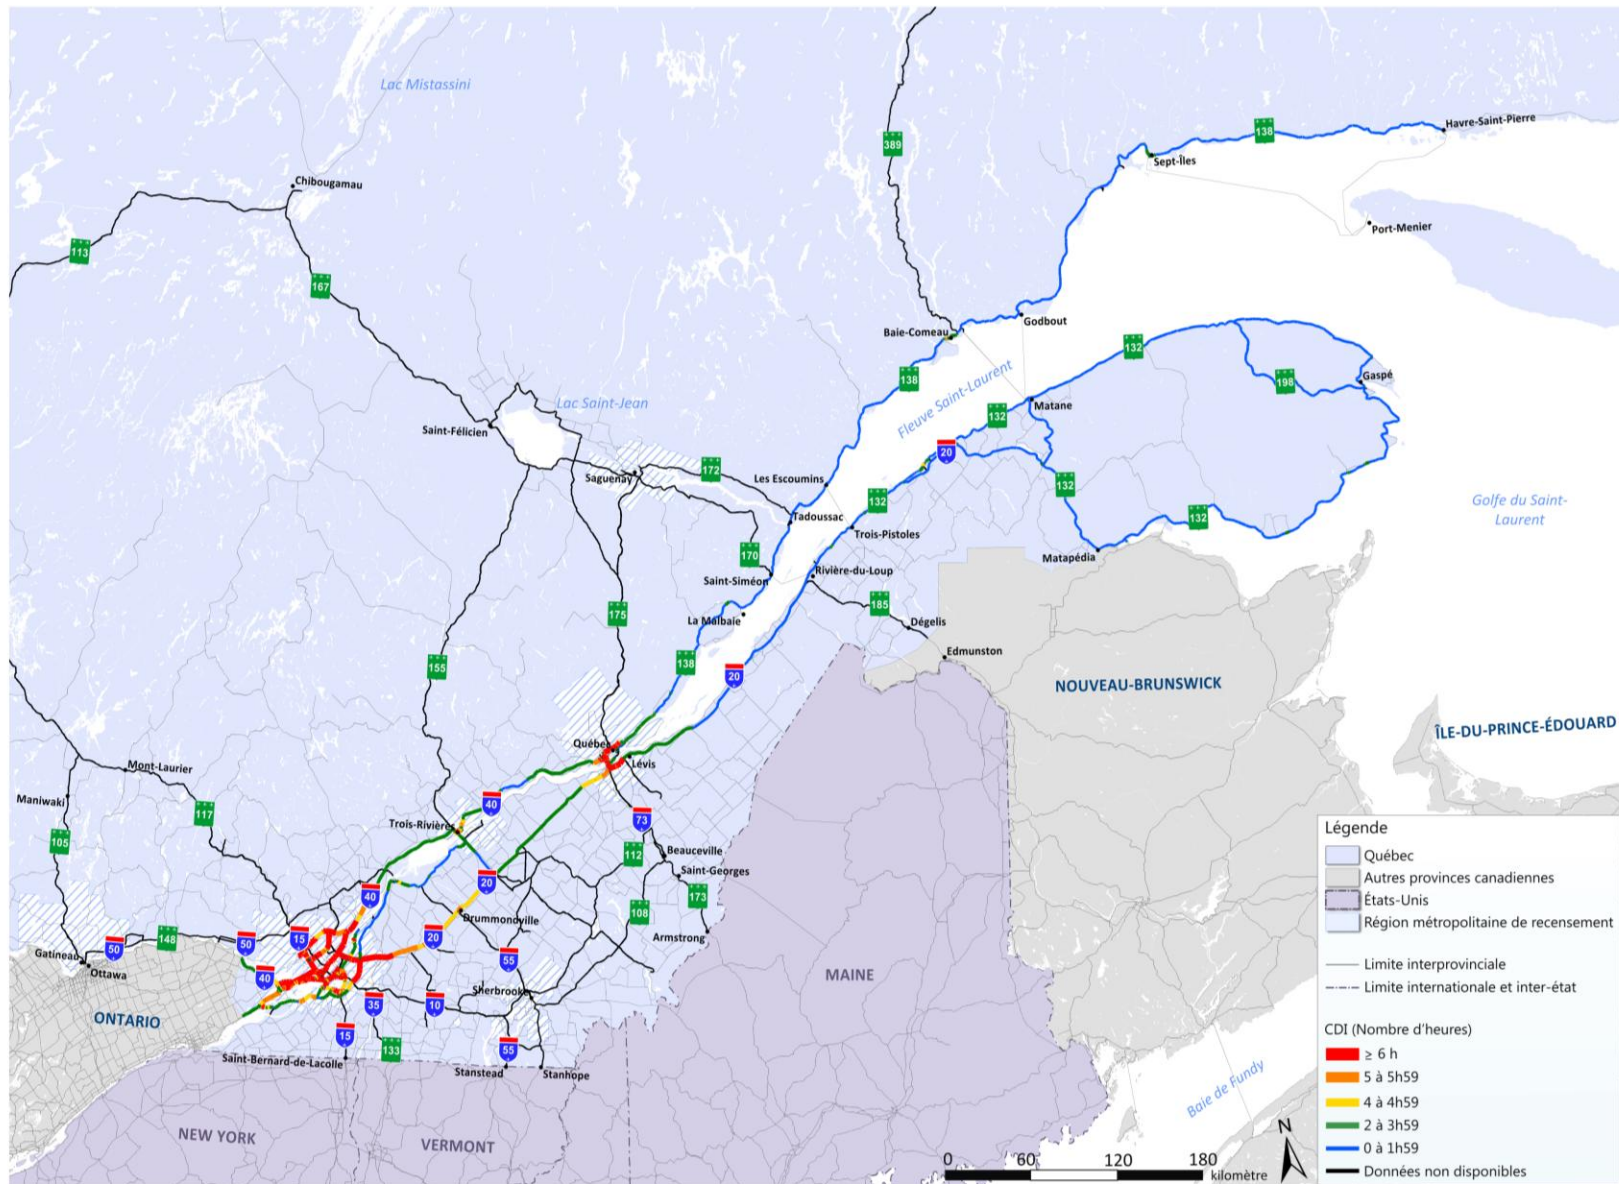 Lac Mistassini
389
138
Havre-Saint-Pierre
Sept-Îles
Chibougamau
Port-Menier
113
167
Godbout
Baie-Comeau
132
138
Fleuve Saint-Laurent
198
Gaspé
Lac Saint-Jean
Matane
132
Saint-Félicien
20
172
Saguenay
Les Escoumins
132
132
Golfe du Saint-
Laurent
Tadoussac
132
Trois-Pistoles
170
Matapédia
Saint-Siméon
Rivière-du-Loup
175
La Malbaie
185
Dégelis
Edmunston
155
138
20
NOUVEAU-BRUNSWICK
ÎLE-DU-PRINCE-ÉDOUARD
Québec
Lévis
Mont-Laurier
Maniwaki
117
40
Trois-Rivières
73
105
112
Beauceville
Saint-Georges
20
40
173
108
Drummondville
Armstrong
15
20
148
50
50
Gatineau
Ottawa
55
40
MAINE
Sherbrooke
35
10
ONTARIO
15
133
55
Saint-Bernard-de-Lacolle
Stanstead
Stanhope
NEW YORK
VERMONT
Baie de Fundy
Légende
Québec
Autres provinces canadiennes
États-Unis
Région métropolitaine de recensement
Limite interprovinciale
Limite internationale et inter-état
CDI (Nombre d'heures)
≥ 6 h
5 à 5h59
4 à 4h59
2 à 3h59
0 à 1h59
Données non disponibles
N
0 60 120 180
kilomètre